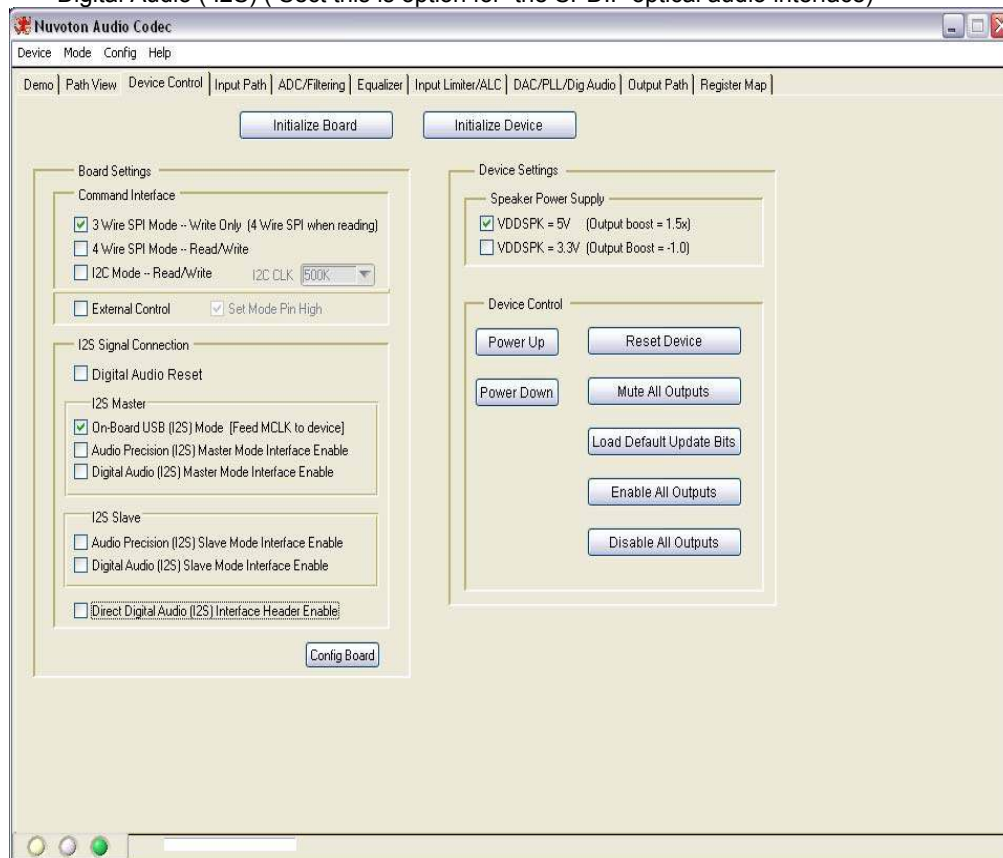 Digital Audio ( I2S) ( Sect this is option for the S/PDIF optical audio interface)
Nuvoton Audio Codec
Device Mode Config Help
Demo Path View Device Control Input Path ADC/Filtering Equalizer Input Limiter/ALC DAC/PLL/Dig Audio Output Path Register Map
Initialize Board Initialize Device
Board Settings
Command Interface
3 Wire SPI Mode -- Write Only (4 Wire SPI when reading)
4 Wire SPI Mode -- Read/Write
I2C Mode -- Read/Write I2C CLK 500K
External Control Set Mode Pin High
I2S Signal Connection
Digital Audio Reset
I2S Master
On-Board USB (I2S) Mode [Feed MCLK to device]
Audio Precision (I2S) Master Mode Interface Enable
Digital Audio (I2S) Master Mode Interface Enable
I2S Slave
Audio Precision (I2S) Slave Mode Interface Enable
Digital Audio (I2S) Slave Mode Interface Enable
Direct Digital Audio (I2S) Interface Header Enable
Config Board
Device Settings
Speaker Power Supply
VDDSPK = 5V (Output boost = 1.5x)
VDDSPK = 3.3V (Output Boost = -1.0)
Device Control
Power Up Reset Device
Power Down Mute All Outputs
Load Default Update Bits
Enable All Outputs
Disable All Outputs